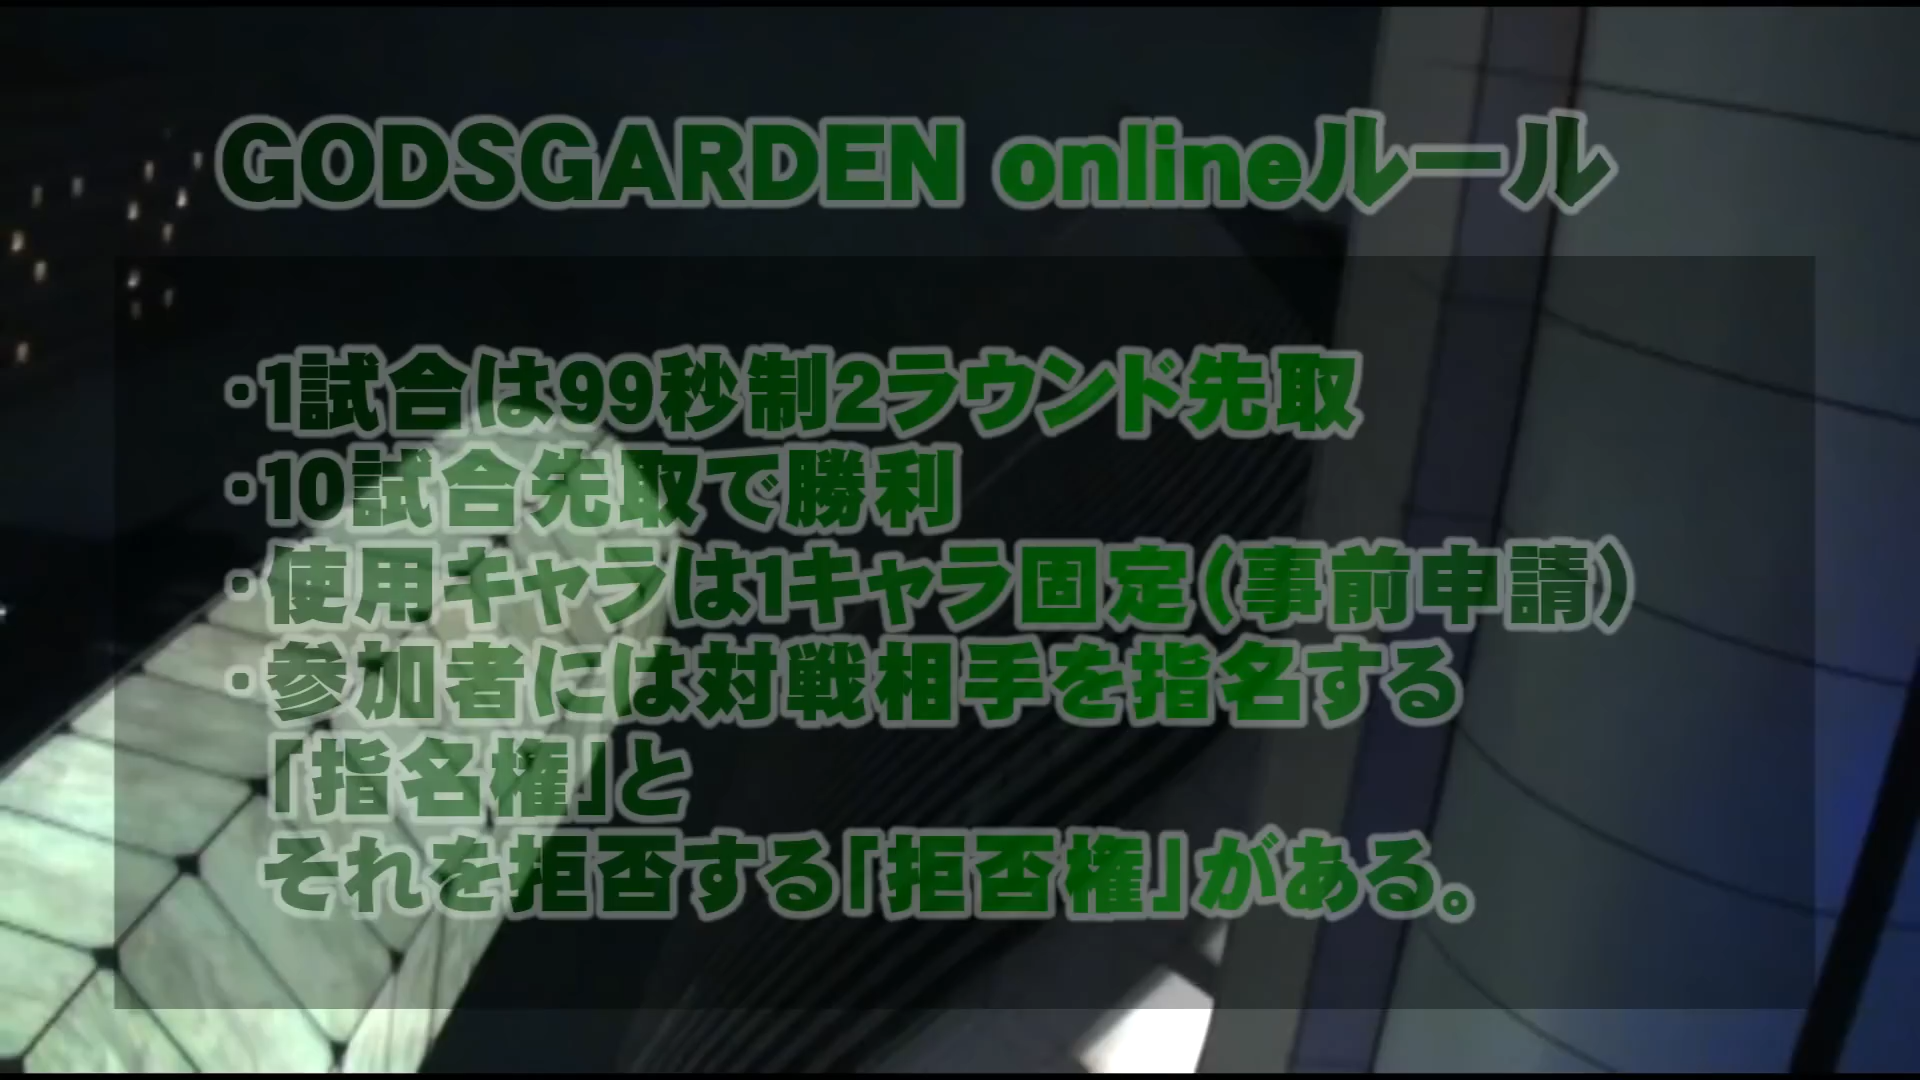 GODSGARDEN onlineルール
・1試合は99秒制2ラウンド先取
・10試合先取で勝利
・使用キャラは1キャラ固定(事前申請)
・参加者には対戦相手を指名する
「指名権」と
それを拒否する「拒否権」がある。